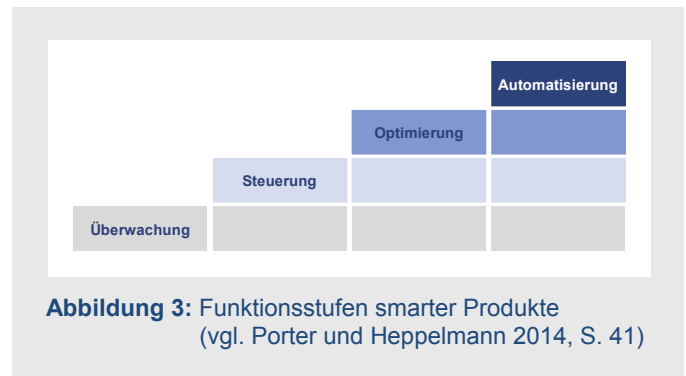 Automatisierung
Optimierung
Steuerung
Überwachung
Abbildung 3: Funktionsstufen smarter Produkte
(vgl. Porter und Heppelmann 2014, S. 41)